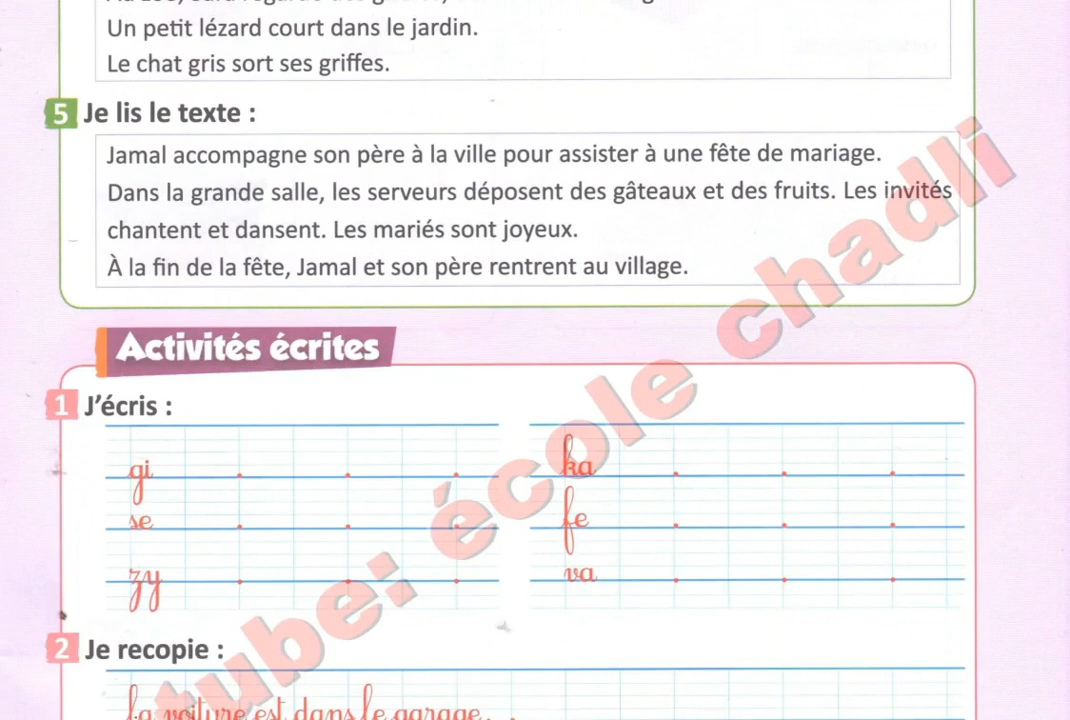 Un petit lézard court dans le jardin.
Le chat gris sort ses griffes.
5 Je lis le texte :
Jamal accompagne son père à la ville pour assister à une fête de mariage.
Dans la grande salle, les serveurs déposent des gâteaux et des fruits. Les invités
chantent et dansent. Les mariés sont joyeux.
À la fin de la fête, Jamal et son père rentrent au village.
Activités écrites
1 J'écris :
gi . . . ka . . .
se . . . fe . . .
zy . . . va . . .
2 Je recopie :
la voiture est dans le garage.
tube: école chadli